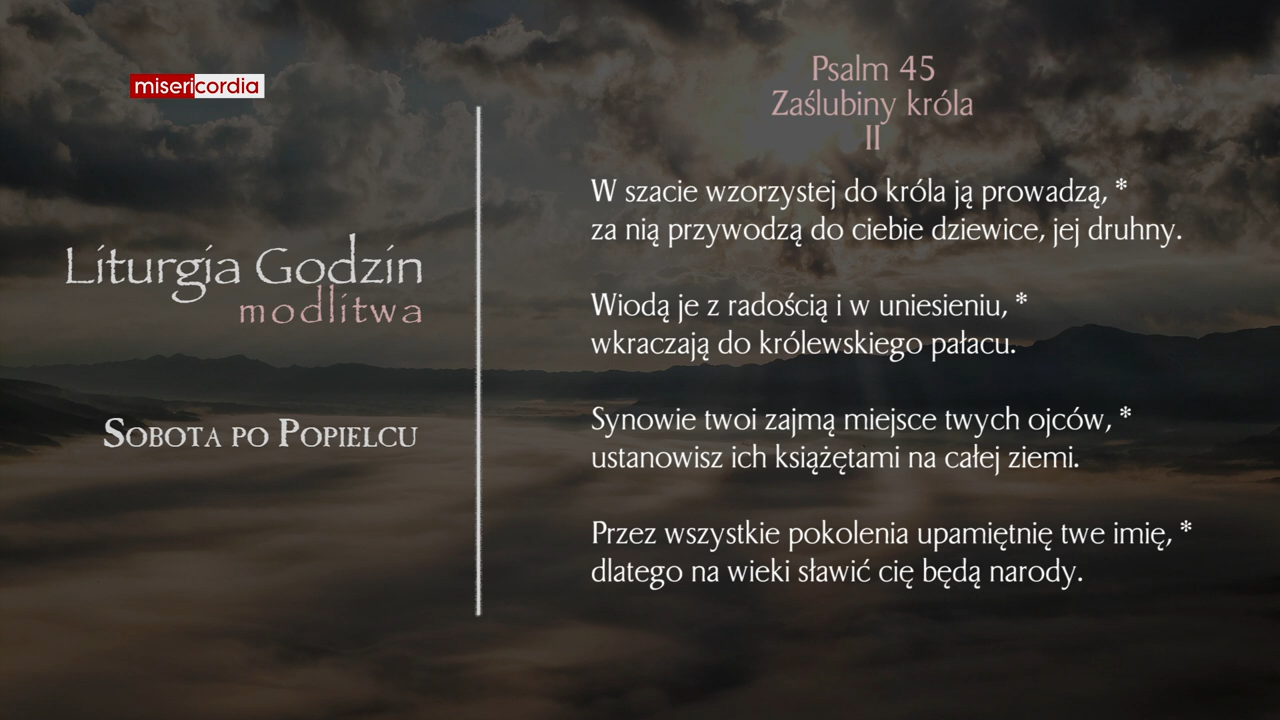 misericordia
Liturgia Godzin
modlitwa
Sobota po Popielcu
Psalm 45
Zaślubiny króla
II
W szacie wzorzystej do króla ją prowadzą, *
za nią przywodzą do ciebie dziewice, jej druhny.
Wiodą je z radością i w uniesieniu, *
wkraczają do królewskiego pałacu.
Synowie twoi zajmą miejsce twych ojców, *
ustanowisz ich książętami na całej ziemi.
Przez wszystkie pokolenia upamiętnię twe imię, *
dlatego na wieki sławić cię będą narody.